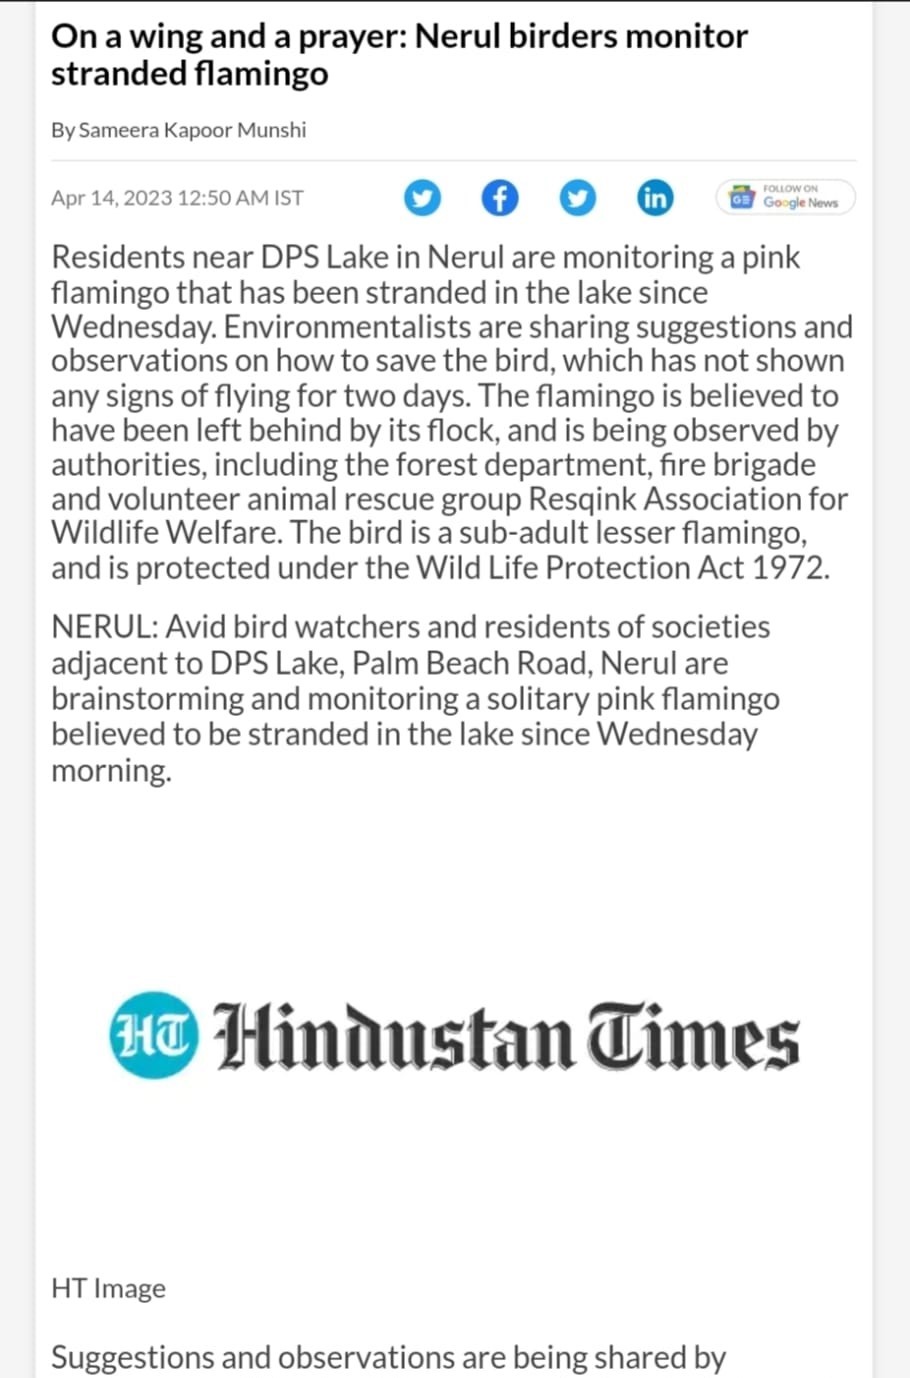 On a wing and a prayer: Nerul birders monitor
stranded flamingo
By Sameera Kapoor Munshi
Apr 14, 2023 12:50 AM IST
FOLLOW ON
GE Google News
Residents near DPS Lake in Nerul are monitoring a pink
flamingo that has been stranded in the lake since
Wednesday. Environmentalists are sharing suggestions and
observations on how to save the bird, which has not shown
any signs of flying for two days. The flamingo is believed to
have been left behind by its flock, and is being observed by
authorities, including the forest department, fire brigade
and volunteer animal rescue group Resqink Association for
Wildlife Welfare. The bird is a sub-adult lesser flamingo,
and is protected under the Wild Life Protection Act 1972.
NERUL: Avid bird watchers and residents of societies
adjacent to DPS Lake, Palm Beach Road, Nerul are
brainstorming and monitoring a solitary pink flamingo
believed to be stranded in the lake since Wednesday
morning.
HT Hindustan Times
HT Image
Suggestions and observations are being shared by